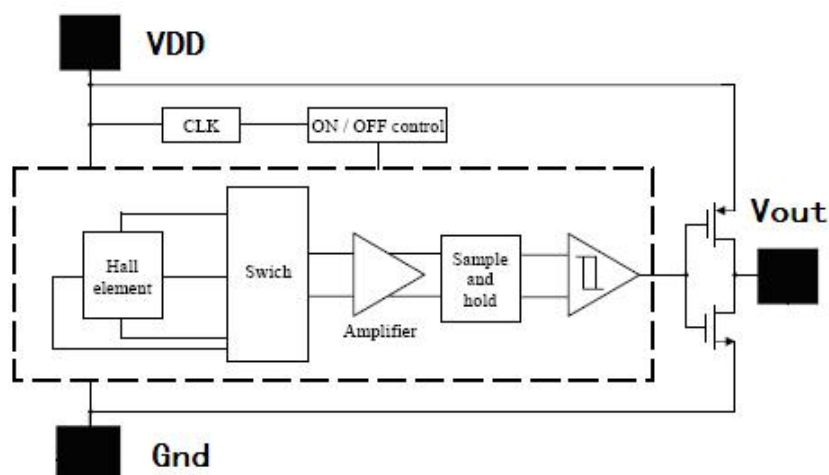 VDD
CLK
ON / OFF control
Vout
Hall
element
Swich
Sample
and
hold
Amplifier
Gnd